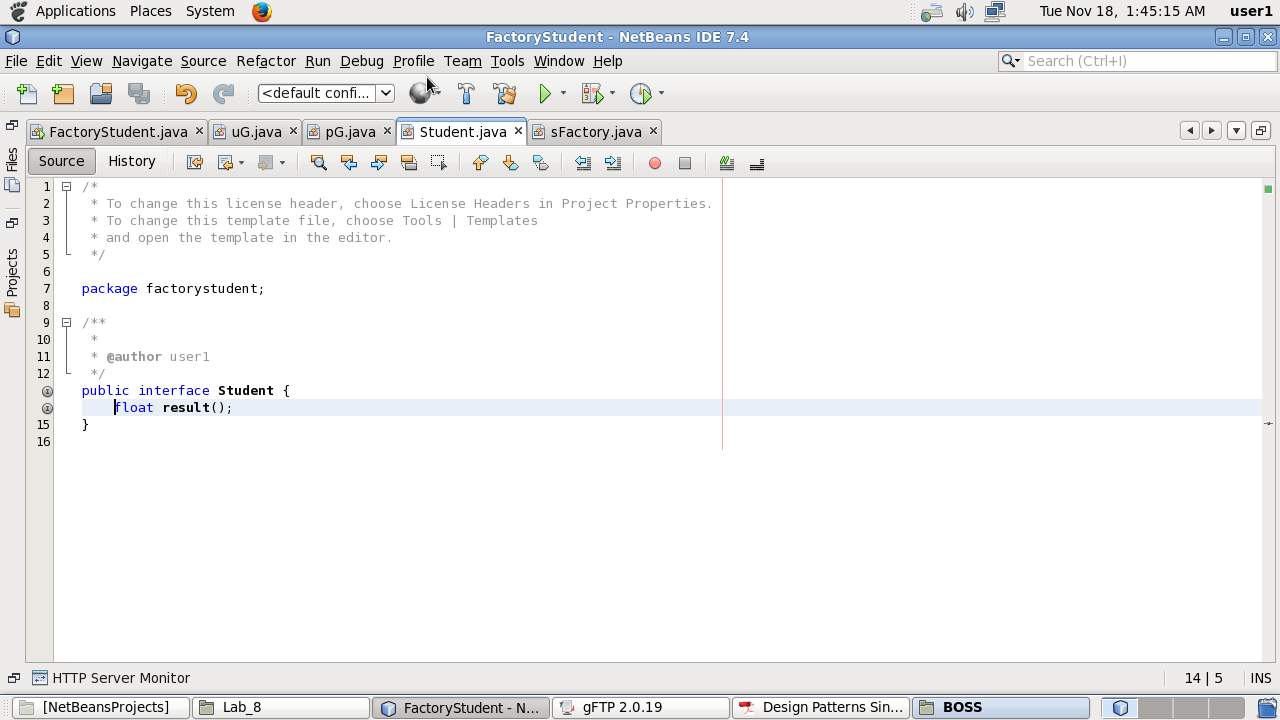 Applications Places System Tue Nov 18, 1:45:15 AM user1
FactoryStudent - NetBeans IDE 7.4
File Edit View Navigate Source Refactor Run Debug Profile Team Tools Window Help Search (Ctrl+I)
<default confi...
FactoryStudent.java uG.java pG.java Student.java sFactory.java
Files
Projects
Source History
1 /*
2 * To change this license header, choose License Headers in Project Properties.
3 * To change this template file, choose Tools | Templates
4 * and open the template in the editor.
5 */
6
7 package factorystudent;
8
9 /**
10 *
11 * @author user1
12 */
public interface Student {
float result();
15 }
16
HTTP Server Monitor 14 | 5 INS
[NetBeansProjects] Lab_8 FactoryStudent - N... gFTP 2.0.19 Design Patterns Sin... BOSS